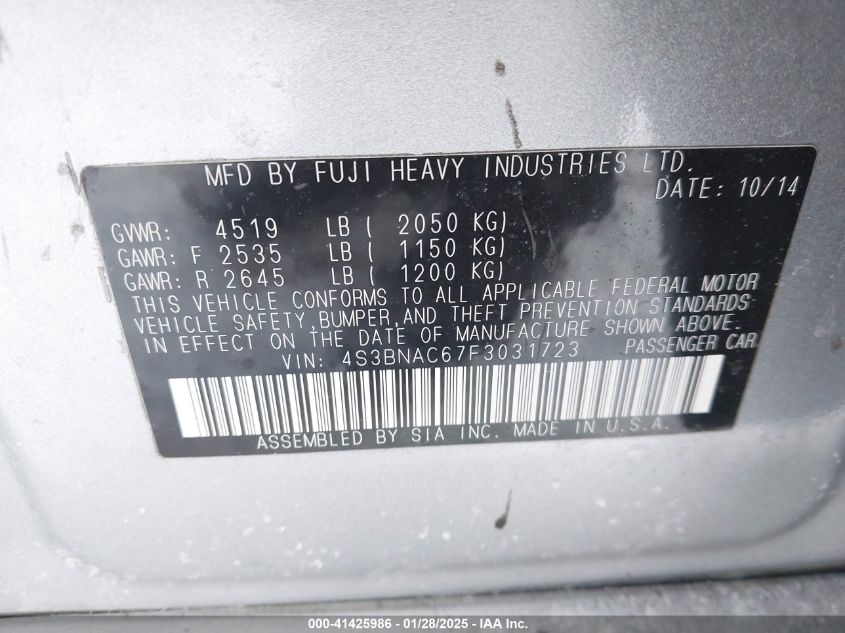 MFD BY FUJI HEAVY INDUSTRIES LTD.
DATE: 10/14
GVWR: 4519 LB ( 2050 KG)
GAWR: F 2535 LB ( 1150 KG)
GAWR: R 2645 LB ( 1200 KG)
THIS VEHICLE CONFORMS TO ALL APPLICABLE FEDERAL MOTOR
VEHICLE SAFETY, BUMPER, AND THEFT PREVENTION STANDARDS
IN EFFECT ON THE DATE OF MANUFACTURE SHOWN ABOVE.
VIN: 4S3BNAC67F3031723 PASSENGER CAR
ASSEMBLED BY SIA INC. MADE IN U.S.A.
000-41425986 - 01/28/2025 - IAA Inc.